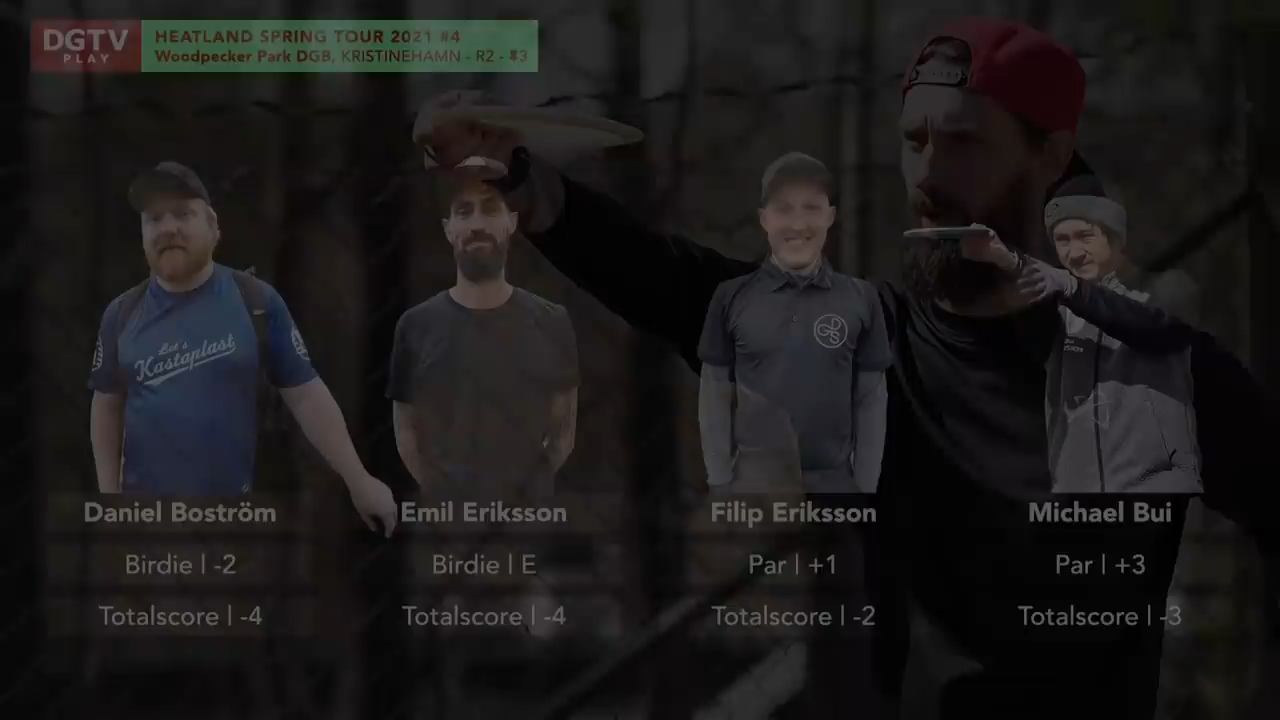 DGTV
PLAY
HEATLAND SPRING TOUR 2021 #4
Woodpecker Park DGB, KRISTINEHAMN - R2 - #3
Let's
Kastaplast
GDS
Daniel Boström
Emil Eriksson
Filip Eriksson
Michael Bui
Birdie | -2
Birdie | E
Par | +1
Par | +3
Totalscore | -4
Totalscore | -4
Totalscore | -2
Totalscore | -3